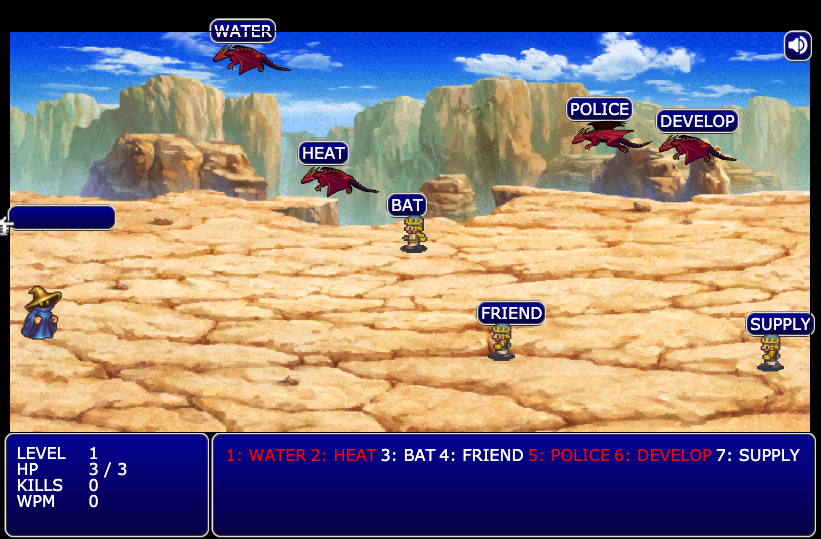 WATER
POLICE
DEVELOP
HEAT
BAT
FRIEND
SUPPLY
LEVEL 1
HP 3 / 3
KILLS 0
WPM 0
1: WATER 2: HEAT 3: BAT 4: FRIEND 5: POLICE 6: DEVELOP 7: SUPPLY